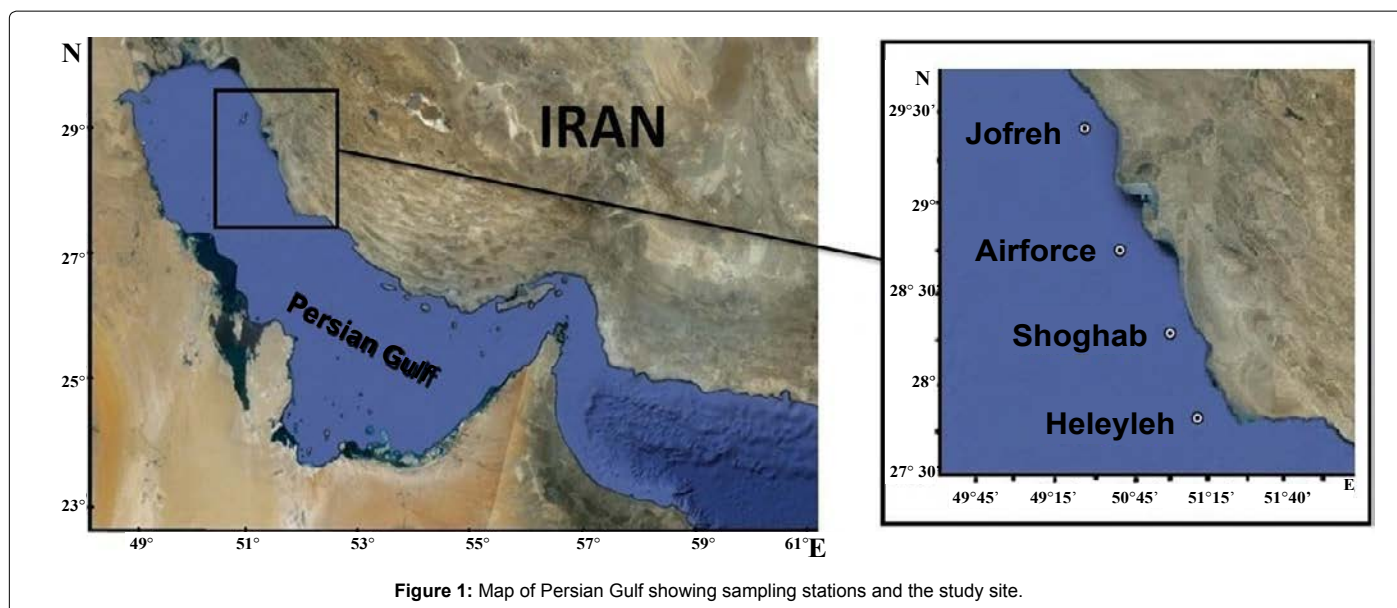 N
29°
27°
25°
23°
49°
51°
53°
55°
57°
59°
61°
E
IRAN
Persian Gulf
N
29°30’
29°
28°30’
28°
27°30’
Jofreh
Airforce
Shoghab
Heleyleh
49°45’
49°15’
50°45’
51°15’
51°40’
E
Figure 1: Map of Persian Gulf showing sampling stations and the study site.